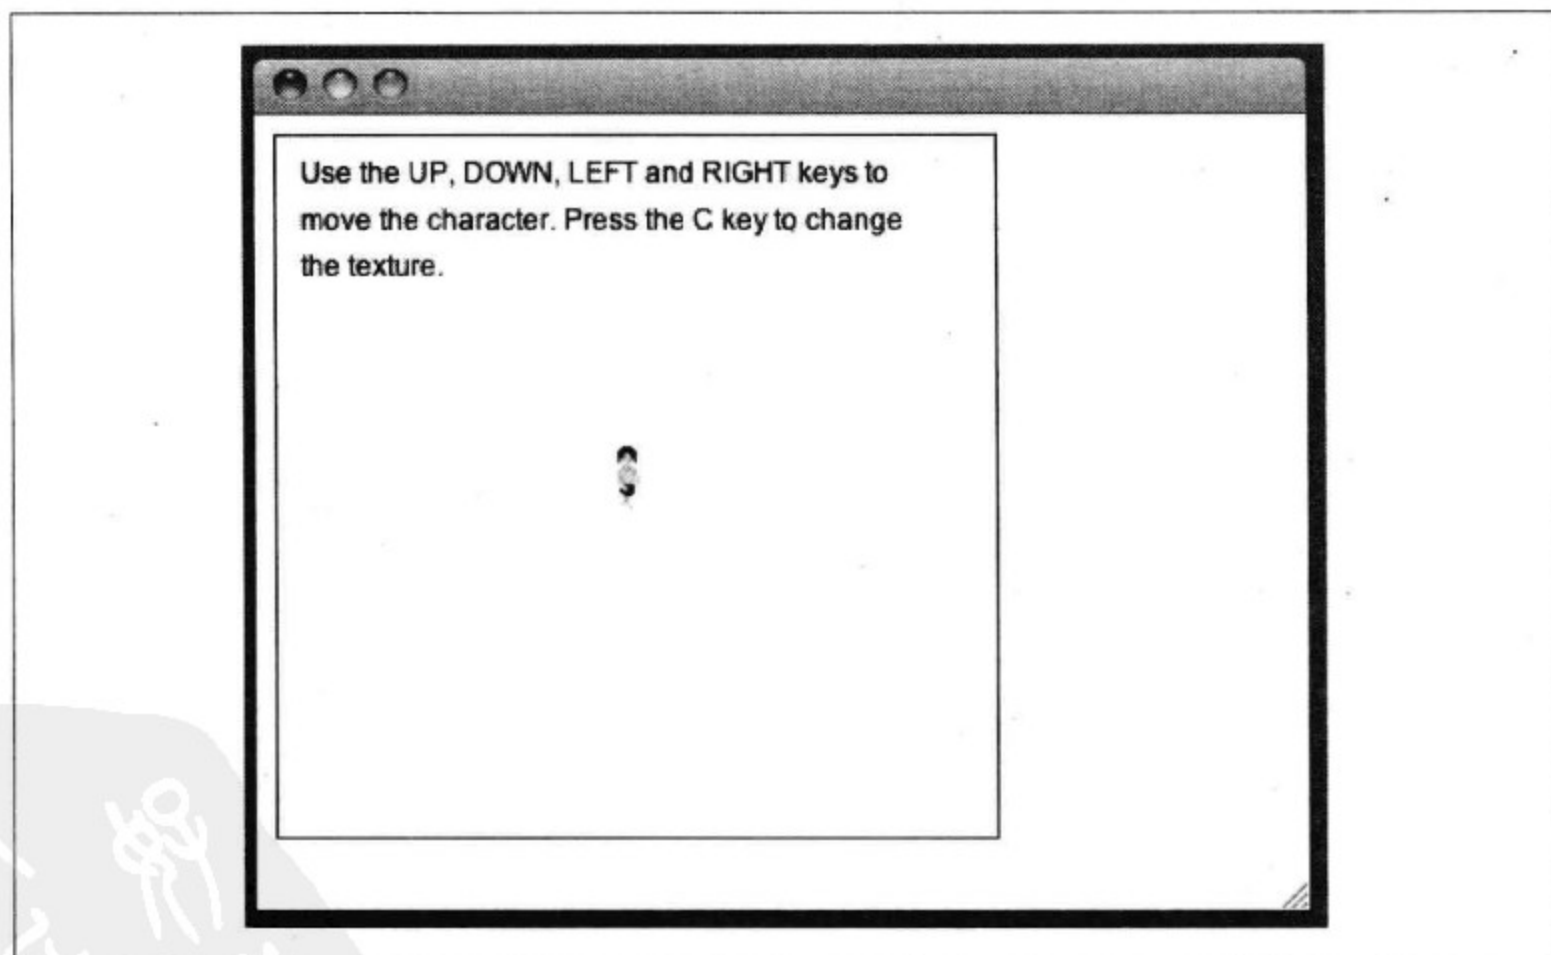 Use the UP, DOWN, LEFT and RIGHT keys to
move the character. Press the C key to change
the texture.